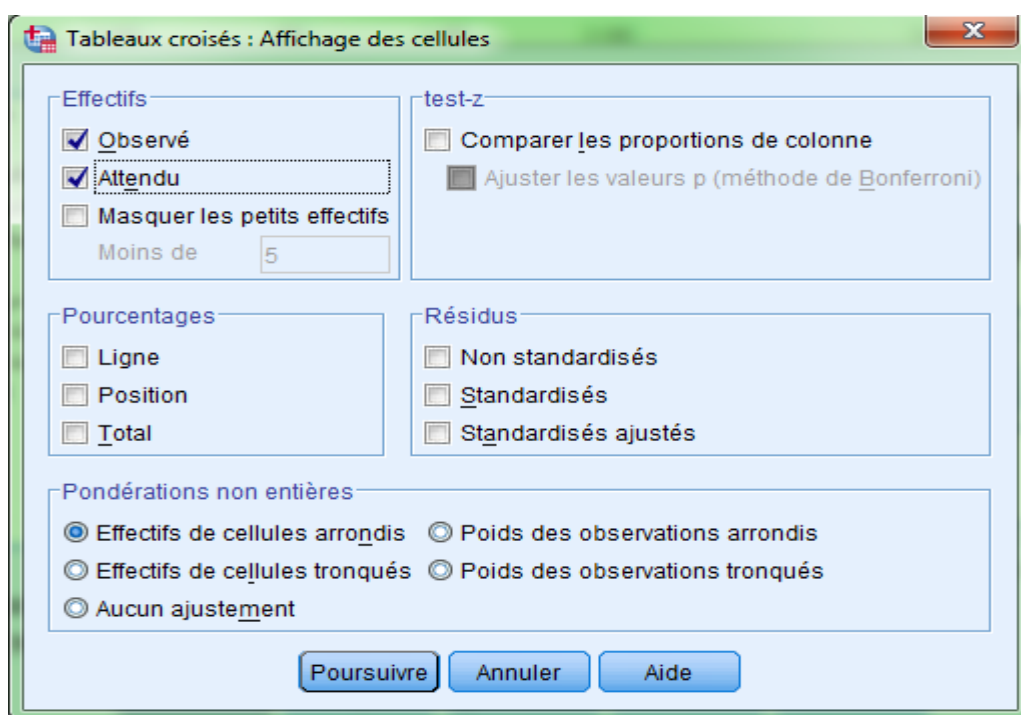 Tableaux croisés : Affichage des cellules
Effectifs
Observé
Attendu
Masquer les petits effectifs
Moins de 5
test-z
Comparer les proportions de colonne
Ajuster les valeurs p (méthode de Bonferroni)
Pourcentages
Ligne
Position
Total
Résidus
Non standardisés
Standardisés
Standardisés ajustés
Pondérations non entières
Effectifs de cellules arrondis Poids des observations arrondis
Effectifs de cellules tronqués Poids des observations tronqués
Aucun ajustement
Poursuivre Annuler Aide